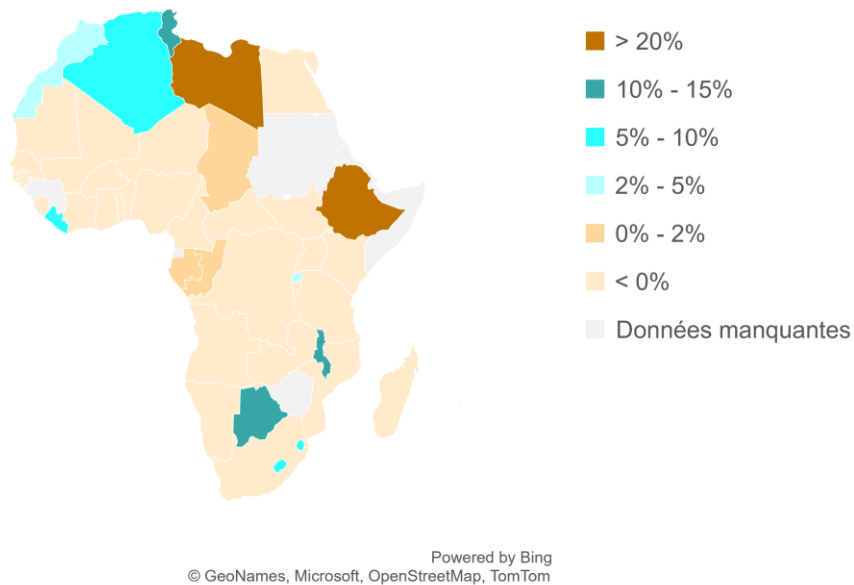 > 20%
10% - 15%
5% - 10%
2% - 5%
0% - 2%
< 0%
Données manquantes
Powered by Bing
© GeoNames, Microsoft, OpenStreetMap, TomTom